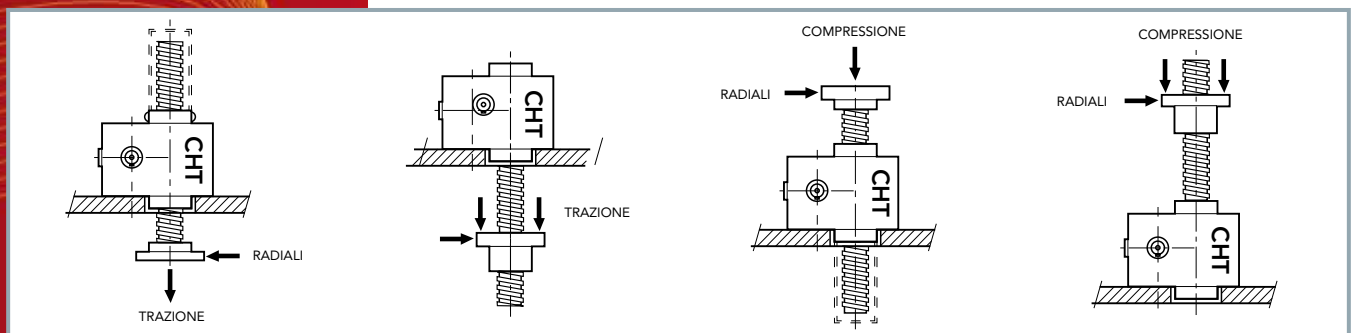 CHT
RADIALI
TRAZIONE
CHT
TRAZIONE
COMPRESSIONE
RADIALI
CHT
COMPRESSIONE
RADIALI
CHT